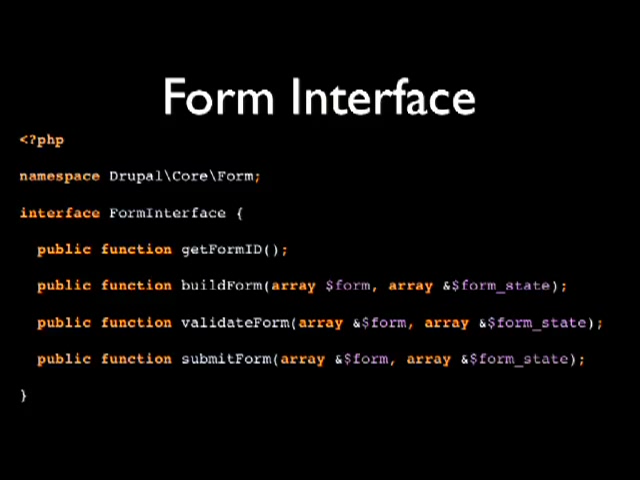 Form Interface
<?php
namespace Drupal\Core\Form;
interface FormInterface {
public function getFormID();
public function buildForm(array $form, array &$form_state);
public function validateForm(array &$form, array &$form_state);
public function submitForm(array &$form, array &$form_state);
}